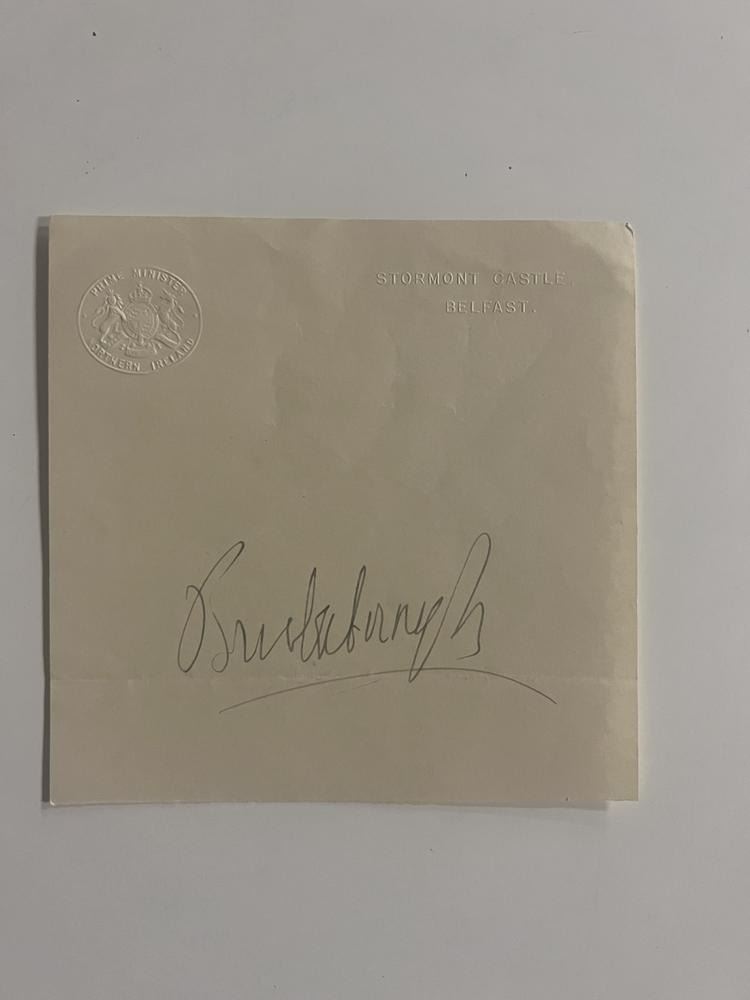 PRIME MINISTER
NORTHERN IRELAND
STORMONT CASTLE,
BELFAST.
Brookeborough